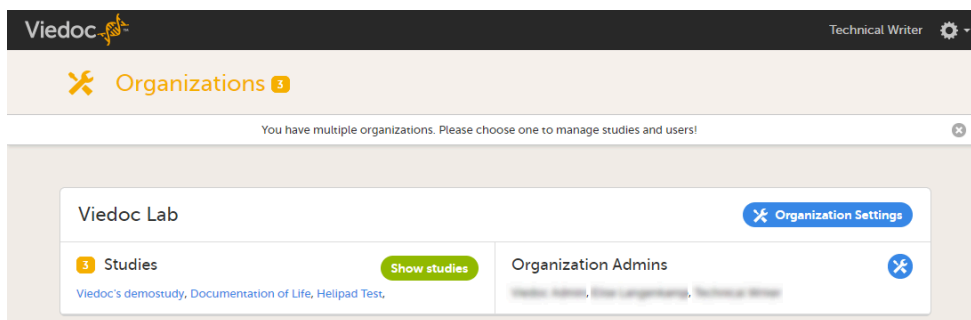 Viedoc
Technical Writer
Organizations 3
You have multiple organizations. Please choose one to manage studies and users!
Viedoc Lab
Organization Settings
3 Studies
Show studies
Organization Admins
Viedoc's demostudy, Documentation of Life, Helipad Test,